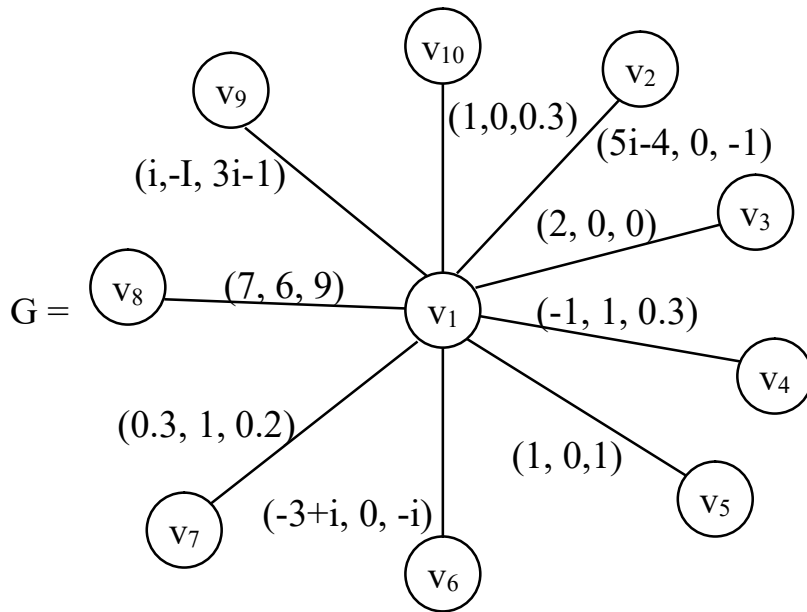 v10
v9
v2
(1,0,0.3)
(5i-4, 0, -1)
(i,-I, 3i-1)
v3
(2, 0, 0)
G =
v8
(7, 6, 9)
v1
(-1, 1, 0.3)
v4
(0.3, 1, 0.2)
(1, 0,1)
(-3+i, 0, -i)
v5
v7
v6